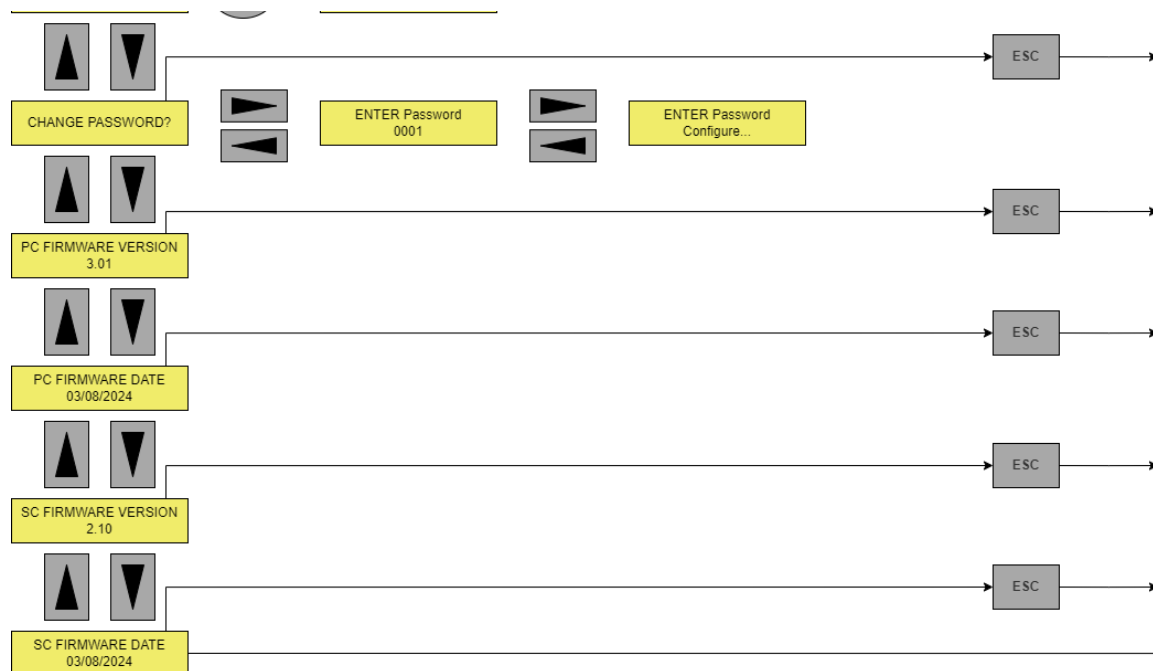 ESC
CHANGE PASSWORD?
ENTER Password
0001
ENTER Password
Configure...
ESC
PC FIRMWARE VERSION
3.01
ESC
PC FIRMWARE DATE
03/08/2024
ESC
SC FIRMWARE VERSION
2.10
ESC
SC FIRMWARE DATE
03/08/2024